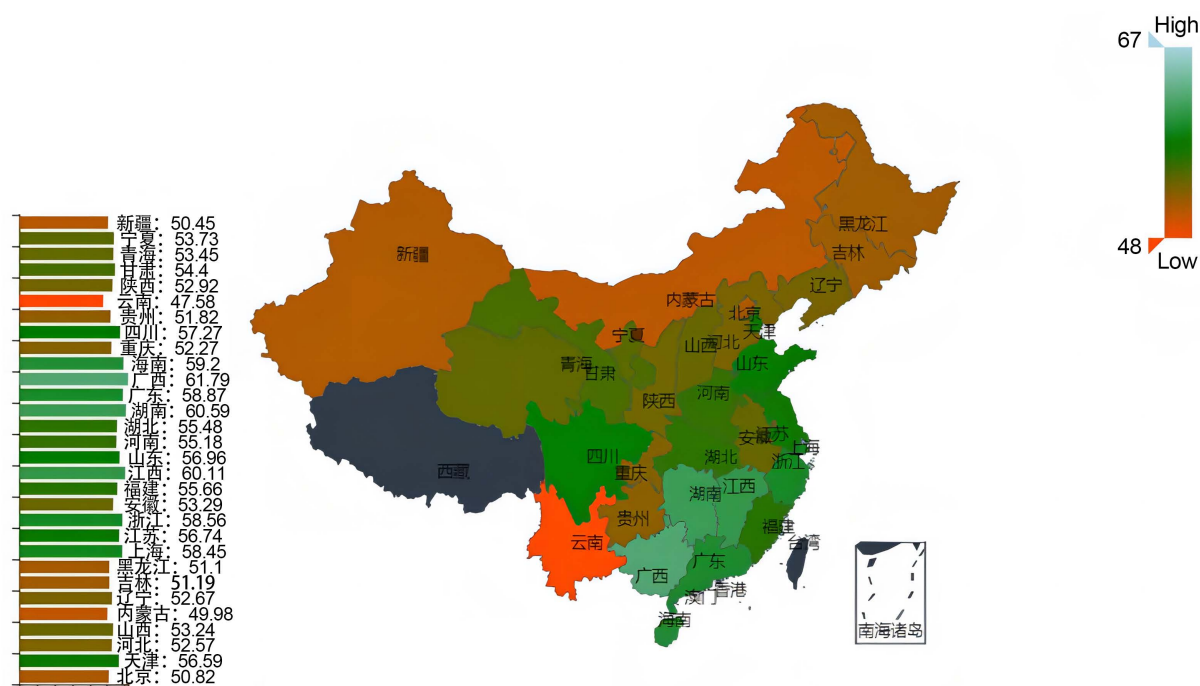 High
67
48
Low
新疆：50.45
宁夏：53.73
青海：53.45
甘肃：54.4
陕西：52.92
云南：47.58
贵州：51.82
四川：57.27
重庆：52.27
海南：59.2
广西：61.79
广东：58.87
湖南：60.59
湖北：55.48
河南：55.18
山东：56.96
江西：60.11
福建：55.66
安徽：53.29
浙江：58.56
江苏：56.74
上海：58.45
黑龙江：51.1
吉林：51.19
辽宁：52.67
内蒙古：49.98
山西：53.24
河北：52.57
天津：56.59
北京：50.82
黑龙江
新疆
吉林
辽宁
内蒙古
北京
天津
宁夏
山西
河北
青海
甘肃
山东
陕西
河南
安徽
江苏
上海
四川
湖北
浙江
西藏
重庆
湖南
江西
贵州
福建
云南
台湾
广西
广东
澳门
香港
海南
南海诸岛